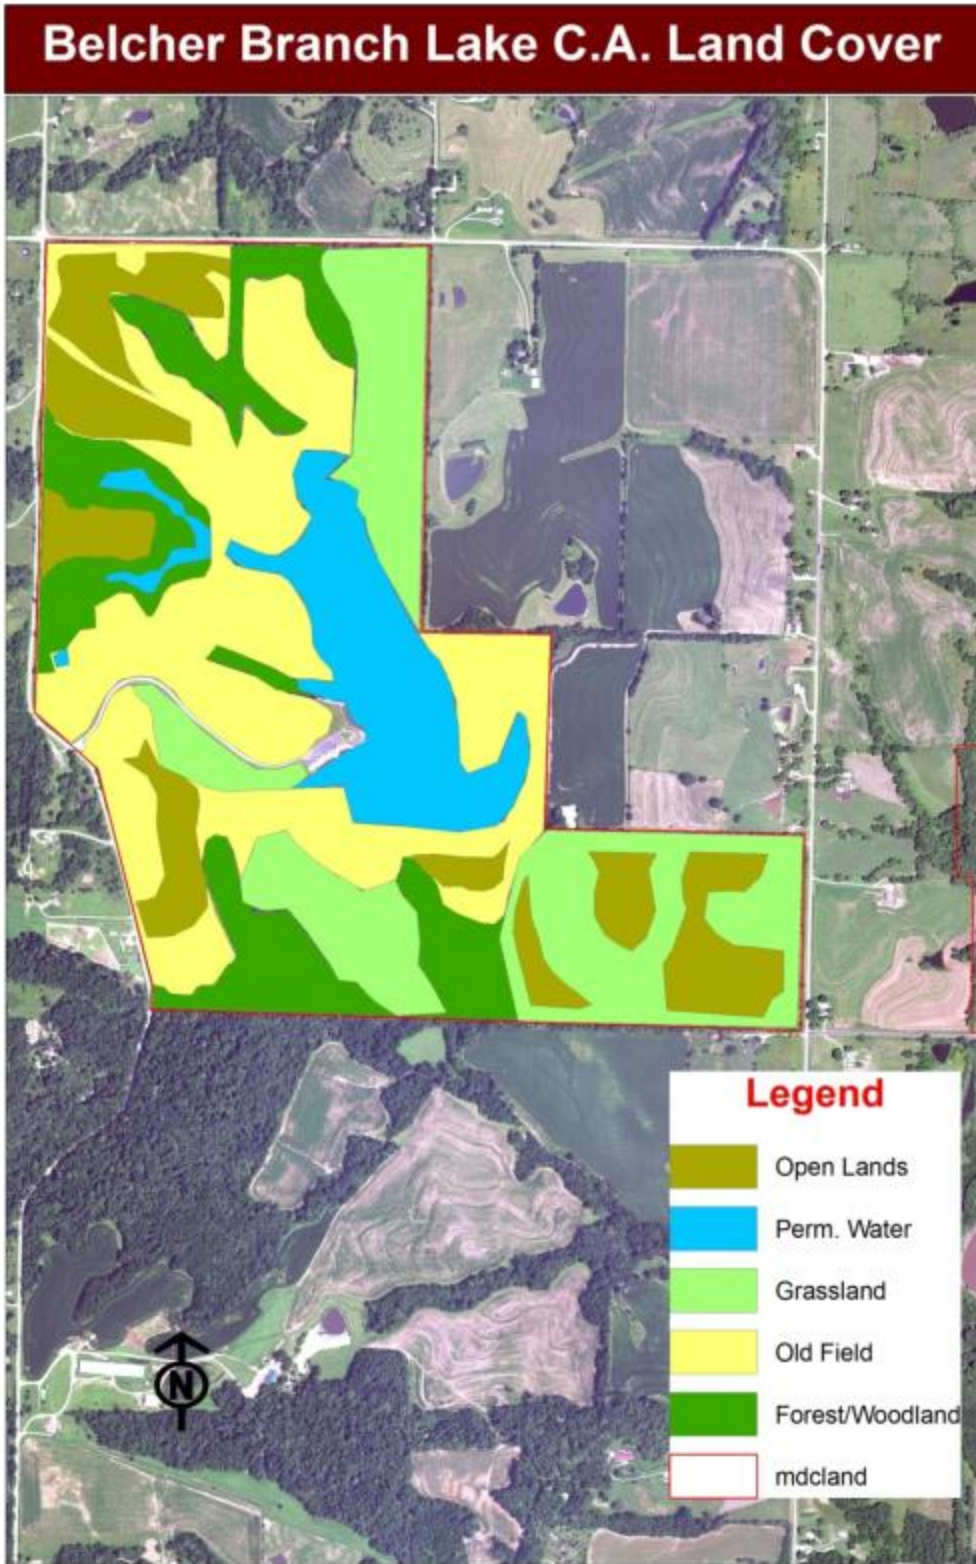 Belcher Branch Lake C.A. Land Cover
Legend
Open Lands
Perm. Water
Grassland
Old Field
Forest/Woodland
mdcland
N